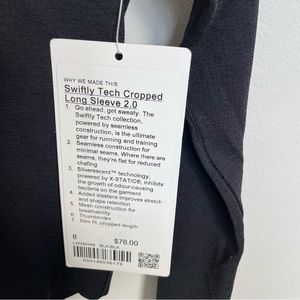 WHY WE MADE THIS
Swiftly Tech Cropped
Long Sleeve 2.0
1. Go ahead, get sweaty. The
Swiftly Tech collection,
powered by seamless
construction, is the ultimate
gear for running and training
2. Seamless construction for
minimal seams. Where there are
seams, they're flat for reduced
chafing
3. Silverescent™ technology,
powered by X-STATIC®, inhibits
the growth of odour-causing
bacteria on the garment
4. Added elastane improves stretch
and shape retention
5. Mesh construction for
breathability
6. Thumbholes
7. Slim fit, cropped length
8 $78.00
BLK/BLK